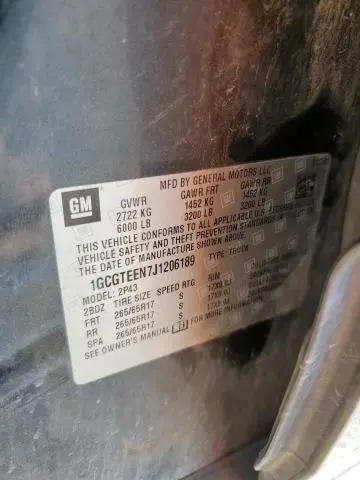 GM
MFD BY GENERAL MOTORS LLC
GVWR GAWR FRT GAWR RR
2722 KG 1452 KG 1452 KG
6000 LB 3200 LB 3200 LB
THIS VEHICLE CONFORMS TO ALL APPLICABLE U.S.
VEHICLE SAFETY AND THEFT PREVENTION STANDARDS
THE DATE OF MANUFACTURE SHOWN ABOVE.
1GCGTEEN7J1206189 TYPE: TRUCK
MODEL: 2P43
2BDZ TIRE SIZE SPEED RTG RIM
FRT 265/65R17 S 17X8.0J
RR 265/65R17 S 17X8.0J
SPA 265/65R17 S 17X8.0J
SEE OWNER'S MANUAL FOR MORE INFORMATION